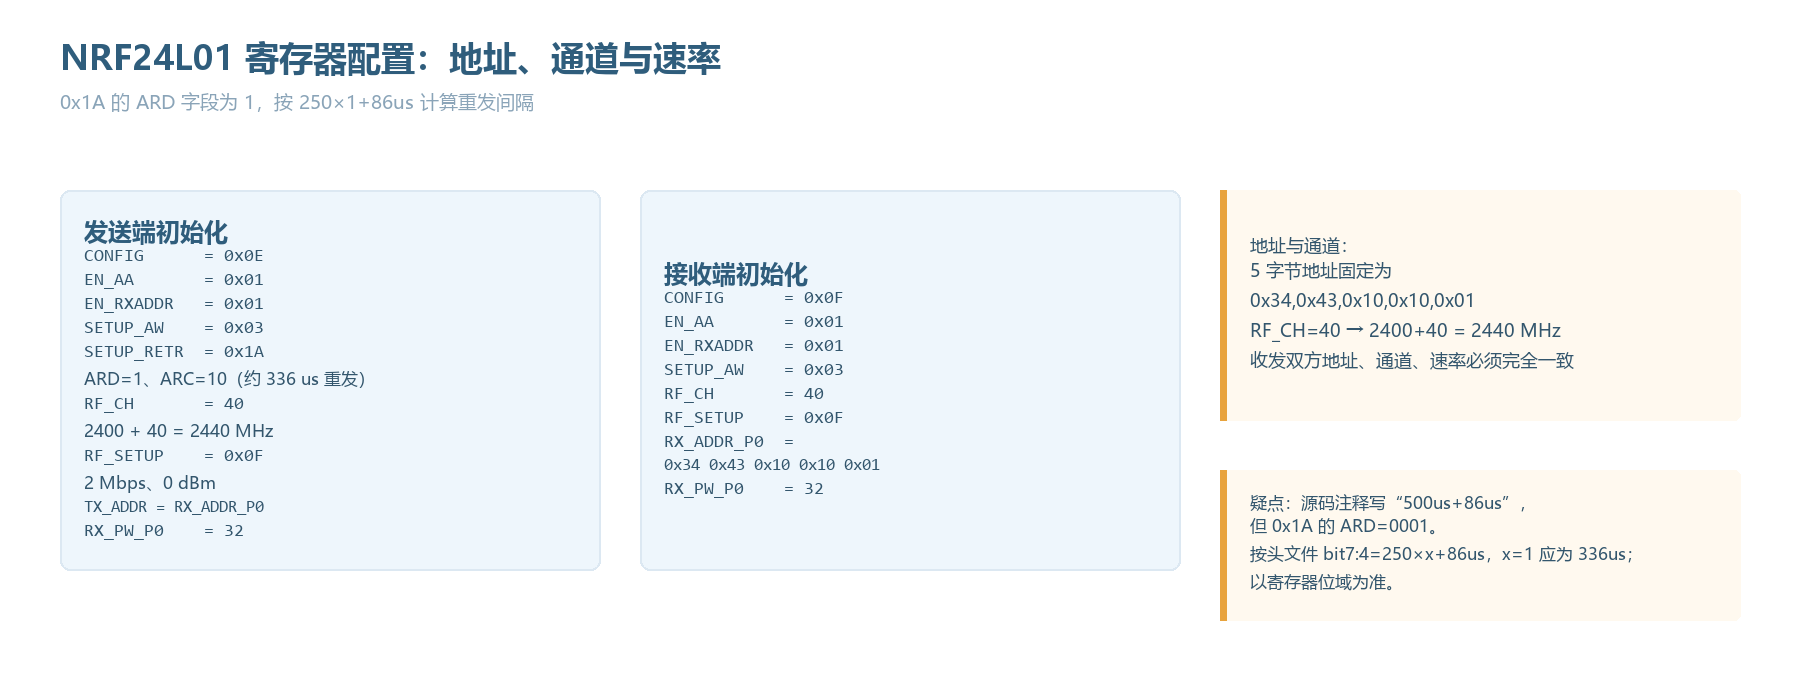 NRF24L01 寄存器配置：地址、通道与速率
0x1A 的 ARD 字段为 1，按 250×1+86us 计算重发间隔
发送端初始化
CONFIG = 0x0E
EN_AA = 0x01
EN_RXADDR = 0x01
SETUP_AW = 0x03
SETUP_RETR = 0x1A
ARD=1、ARC=10（约 336 us 重发）
RF_CH = 40
2400 + 40 = 2440 MHz
RF_SETUP = 0x0F
2 Mbps、0 dBm
TX_ADDR = RX_ADDR_P0
RX_PW_P0 = 32
接收端初始化
CONFIG = 0x0F
EN_AA = 0x01
EN_RXADDR = 0x01
SETUP_AW = 0x03
RF_CH = 40
RF_SETUP = 0x0F
RX_ADDR_P0 =
0x34 0x43 0x10 0x10 0x01
RX_PW_P0 = 32
地址与通道：
5 字节地址固定为
0x34,0x43,0x10,0x10,0x01
RF_CH=40 → 2400+40 = 2440 MHz
收发双方地址、通道、速率必须完全一致
疑点：源码注释写“500us+86us”，
但 0x1A 的 ARD=0001。
按头文件 bit7:4=250×x+86us，x=1 应为 336us；
以寄存器位域为准。